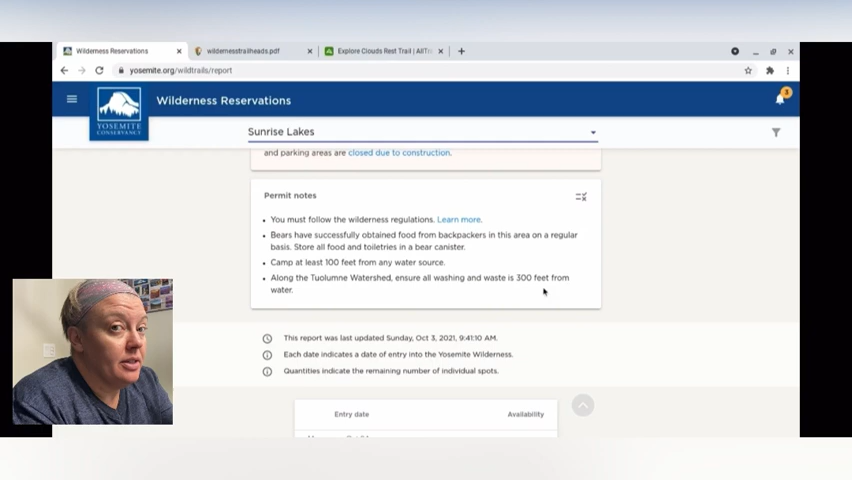 Wilderness Reservations
wildernesstrailheads.pdf
Explore Clouds Rest Trail | AllTr
yosemite.org/wildtrails/report
YOSEMITE
CONSERVANCY
Wilderness Reservations
3
Sunrise Lakes
and parking areas are closed due to construction.
Permit notes
• You must follow the wilderness regulations. Learn more.
• Bears have successfully obtained food from backpackers in this area on a regular
basis. Store all food and toiletries in a bear canister.
• Camp at least 100 feet from any water source.
• Along the Tuolumne Watershed, ensure all washing and waste is 300 feet from
water.
This report was last updated Sunday, Oct 3, 2021, 9:41:10 AM.
Each date indicates a date of entry into the Yosemite Wilderness.
Quantities indicate the remaining number of individual spots.
Entry date
Availability